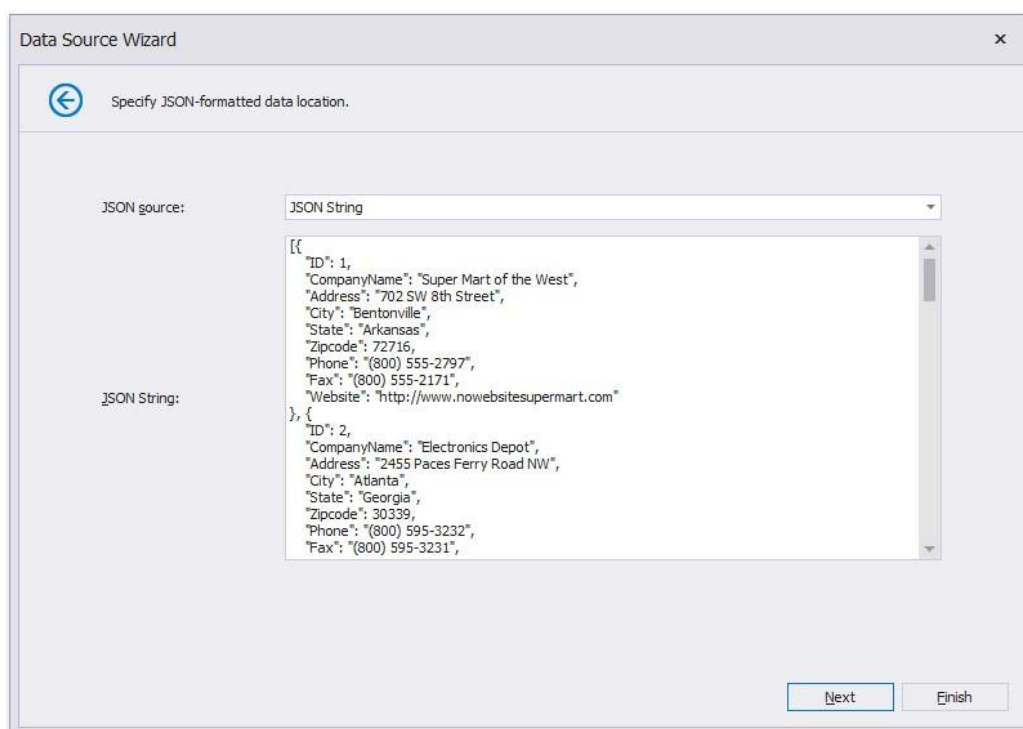 Data Source Wizard
Specify JSON-formatted data location.
JSON source: JSON String
[{
"ID": 1,
"CompanyName": "Super Mart of the West",
"Address": "702 SW 8th Street",
"City": "Bentonville",
"State": "Arkansas",
"Zipcode": 72716,
"Phone": "(800) 555-2797",
"Fax": "(800) 555-2171",
JSON String:
"Website": "http://www.nowebsitesupermart.com"
}, {
"ID": 2,
"CompanyName": "Electronics Depot",
"Address": "2455 Paces Ferry Road NW",
"City": "Atlanta",
"State": "Georgia",
"Zipcode": 30339,
"Phone": "(800) 595-3232",
"Fax": "(800) 595-3231",
Next Finish